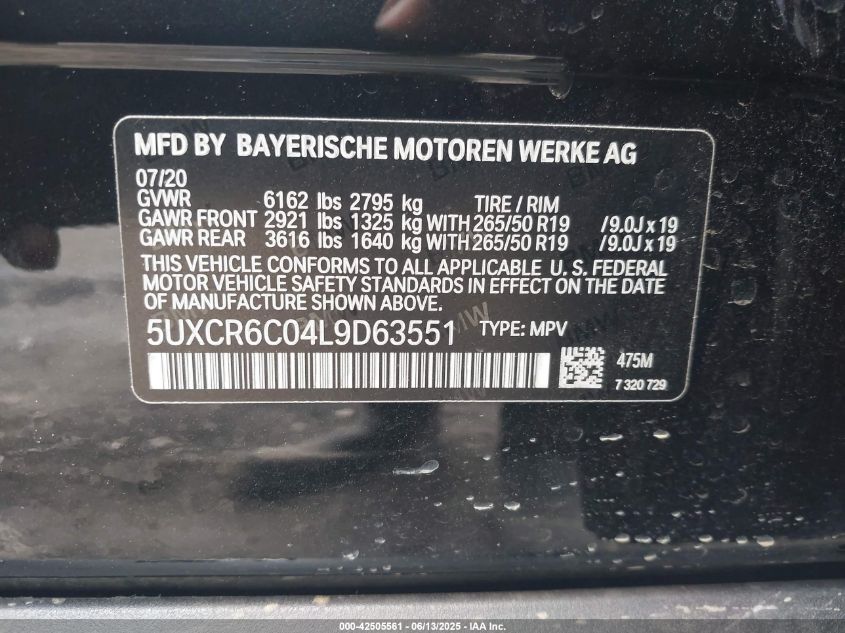 MFD BY BAYERISCHE MOTOREN WERKE AG
07/20
GVWR 6162 lbs 2795 kg TIRE / RIM
GAWR FRONT 2921 lbs 1325 kg WITH 265/50 R19 /9.0J x 19
GAWR REAR 3616 lbs 1640 kg WITH 265/50 R19 /9.0J x 19
THIS VEHICLE CONFORMS TO ALL APPLICABLE U. S. FEDERAL
MOTOR VEHICLE SAFETY STANDARDS IN EFFECT ON THE DATE
OF MANUFACTURE SHOWN ABOVE.
5UXCR6C04L9D63551 TYPE: MPV
475M
7 320 729
000-42505561 - 06/13/2025 - IAA Inc.